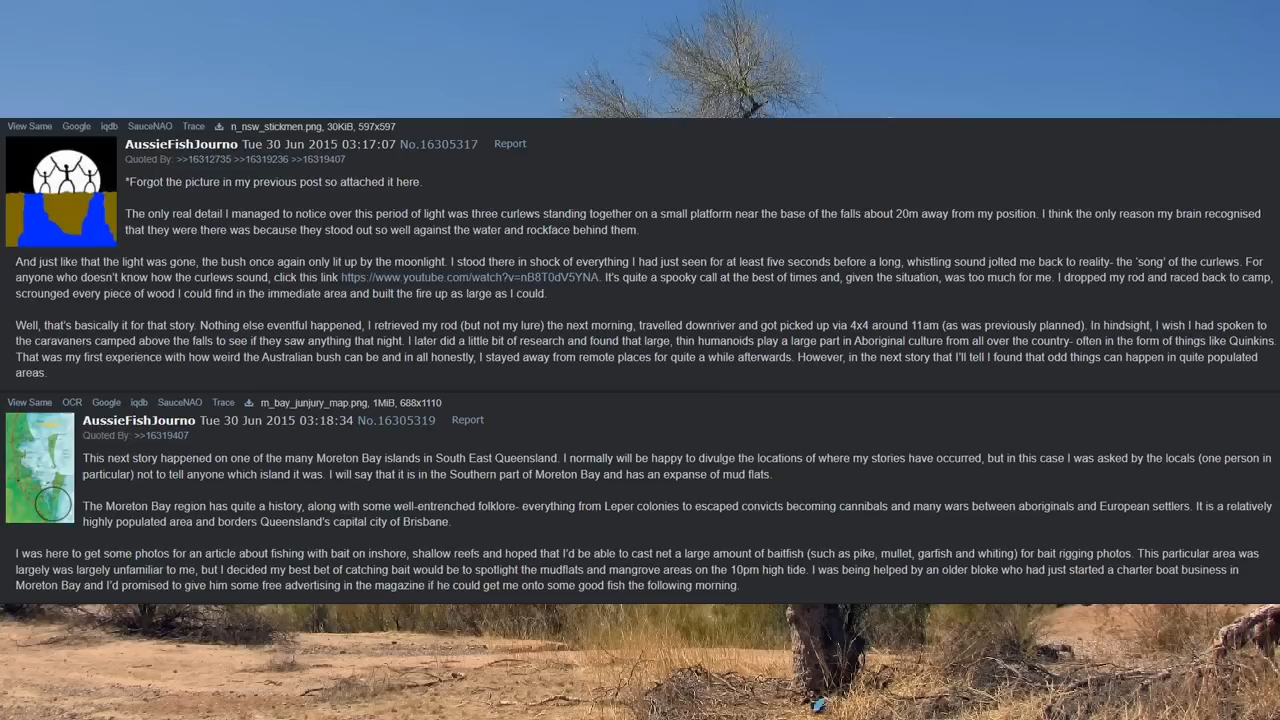 View Same Google iqdb SauceNAO Trace n_nsw_stickmen.png, 30KiB, 597x597
AussieFishJourno Tue 30 Jun 2015 03:17:07 No.16305317 Report
Quoted By: >>16312735 >>16319236 >>16319407
*Forgot the picture in my previous post so attached it here.
The only real detail I managed to notice over this period of light was three curlews standing together on a small platform near the base of the falls about 20m away from my position. I think the only reason my brain recognised
that they were there was because they stood out so well against the water and rockface behind them.
And just like that the light was gone, the bush once again only lit up by the moonlight. I stood there in shock of everything I had just seen for at least five seconds before a long, whistling sound jolted me back to reality- the 'song' of the curlews. For
anyone who doesn't know how the curlews sound, click this link https://www.youtube.com/watch?v=nB8T0dV5YNA. It's quite a spooky call at the best of times and, given the situation, was too much for me. I dropped my rod and raced back to camp,
scrounged every piece of wood I could find in the immediate area and built the fire up as large as I could.
Well, that's basically it for that story. Nothing else eventful happened, I retrieved my rod (but not my lure) the next morning, travelled downriver and got picked up via 4x4 around 11am (as was previously planned). In hindsight, I wish I had spoken to
the caravaners camped above the falls to see if they saw anything that night. I later did a little bit of research and found that large, thin humanoids play a large part in Aboriginal culture from all over the country- often in the form of things like Quinkins.
That was my first experience with how weird the Australian bush can be and in all honestly, I stayed away from remote places for quite a while afterwards. However, in the next story that I'll tell I found that odd things can happen in quite populated
areas.
View Same OCR Google iqdb SauceNAO Trace m_bay_junjury_map.png, 1MiB, 688x1110
AussieFishJourno Tue 30 Jun 2015 03:18:34 No.16305319 Report
Quoted By: >>16319407
This next story happened on one of the many Moreton Bay islands in South East Queensland. I normally will be happy to divulge the locations of where my stories have occurred, but in this case I was asked by the locals (one person in
particular) not to tell anyone which island it was. I will say that it is in the Southern part of Moreton Bay and has an expanse of mud flats.
The Moreton Bay region has quite a history, along with some well-entrenched folklore- everything from Leper colonies to escaped convicts becoming cannibals and many wars between aboriginals and European settlers. It is a relatively
highly populated area and borders Queensland's capital city of Brisbane.
I was here to get some photos for an article about fishing with bait on inshore, shallow reefs and hoped that I'd be able to cast net a large amount of baitfish (such as pike, mullet, garfish and whiting) for bait rigging photos. This particular area was
largely was largely unfamiliar to me, but I decided my best bet of catching bait would be to spotlight the mudflats and mangrove areas on the 10pm high tide. I was being helped by an older bloke who had just started a charter boat business in
Moreton Bay and I'd promised to give him some free advertising in the magazine if he could get me onto some good fish the following morning.